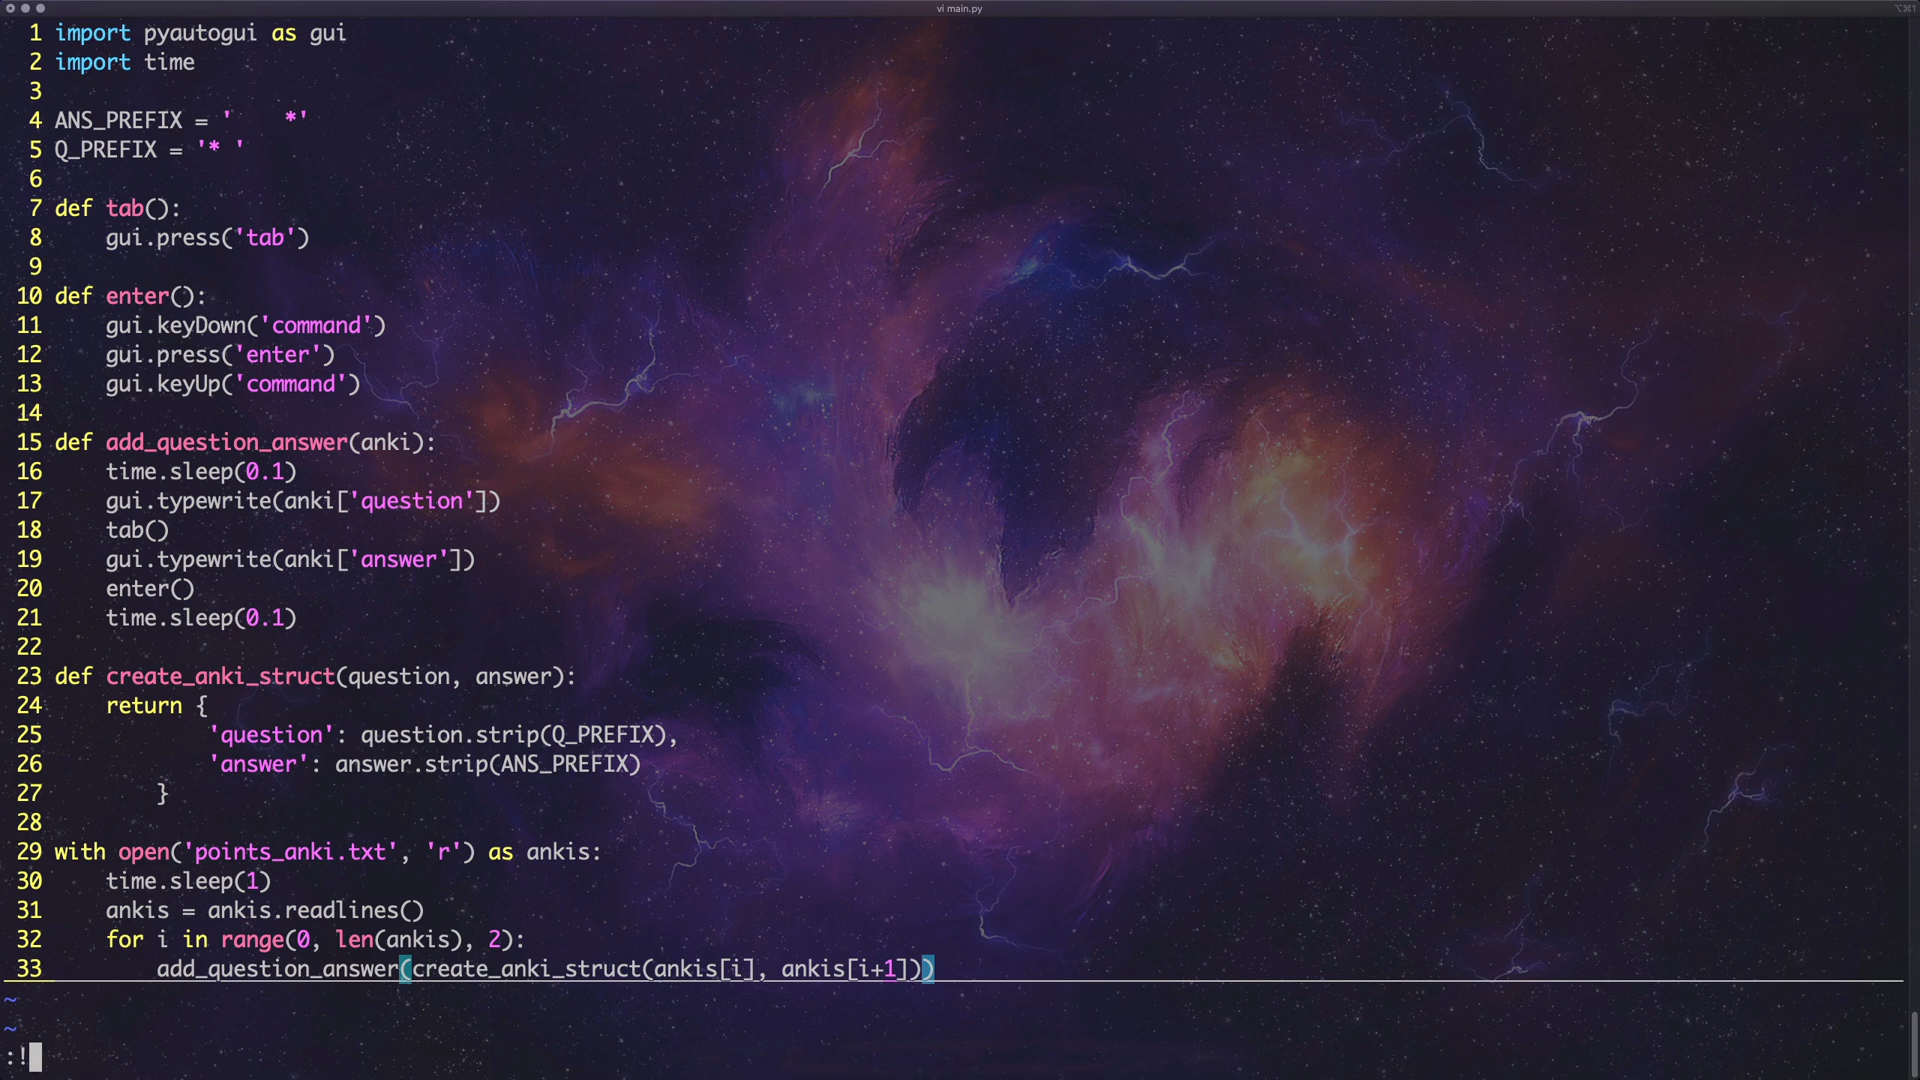 vi main.py
⌥⌘1
1 import pyautogui as gui
2 import time
3
4 ANS_PREFIX = '    *'
5 Q_PREFIX = '* '
6
7 def tab():
8     gui.press('tab')
9
10 def enter():
11     gui.keyDown('command')
12     gui.press('enter')
13     gui.keyUp('command')
14
15 def add_question_answer(anki):
16     time.sleep(0.1)
17     gui.typewrite(anki['question'])
18     tab()
19     gui.typewrite(anki['answer'])
20     enter()
21     time.sleep(0.1)
22
23 def create_anki_struct(question, answer):
24     return {
25             'question': question.strip(Q_PREFIX),
26             'answer': answer.strip(ANS_PREFIX)
27         }
28
29 with open('points_anki.txt', 'r') as ankis:
30     time.sleep(1)
31     ankis = ankis.readlines()
32     for i in range(0, len(ankis), 2):
33         add_question_answer(create_anki_struct(ankis[i], ankis[i+1]))
~
~
:!